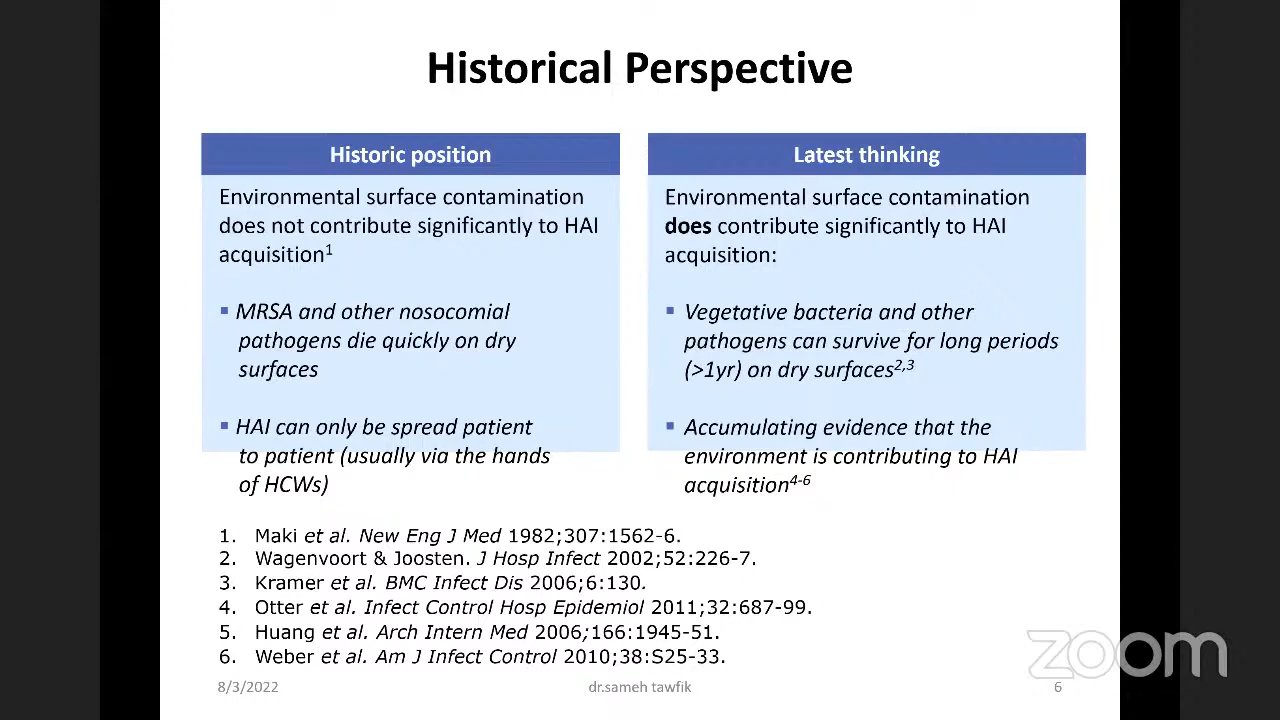 Historical Perspective
Historic position
Environmental surface contamination
does not contribute significantly to HAI
acquisition1
▪ MRSA and other nosocomial
pathogens die quickly on dry
surfaces
▪ HAI can only be spread patient
to patient (usually via the hands
of HCWs)
Latest thinking
Environmental surface contamination
does contribute significantly to HAI
acquisition:
▪ Vegetative bacteria and other
pathogens can survive for long periods
(>1yr) on dry surfaces2,3
▪ Accumulating evidence that the
environment is contributing to HAI
acquisition4-6
1. Maki et al. New Eng J Med 1982;307:1562-6.
2. Wagenvoort & Joosten. J Hosp Infect 2002;52:226-7.
3. Kramer et al. BMC Infect Dis 2006;6:130.
4. Otter et al. Infect Control Hosp Epidemiol 2011;32:687-99.
5. Huang et al. Arch Intern Med 2006;166:1945-51.
6. Weber et al. Am J Infect Control 2010;38:S25-33.
8/3/2022
dr.sameh tawfik
6
zoom